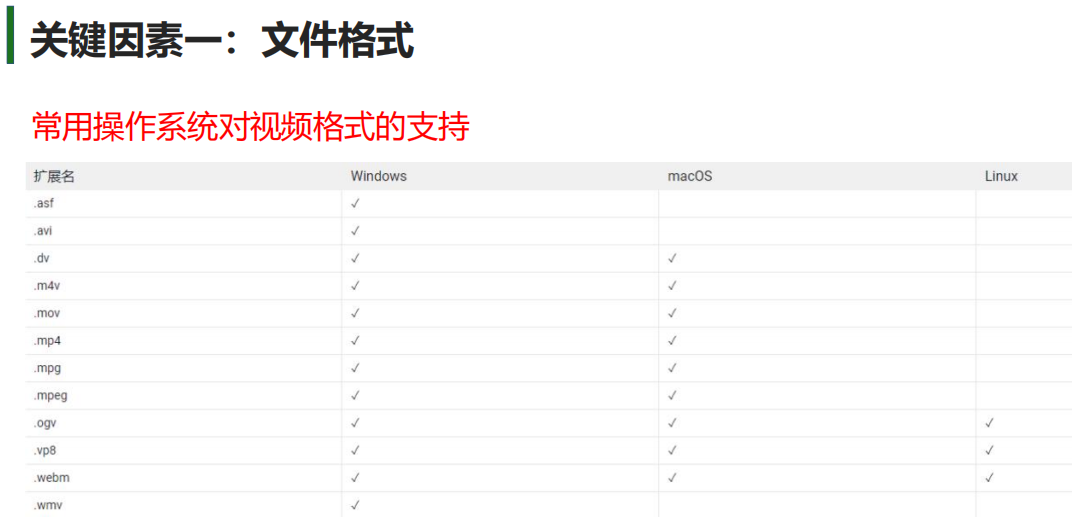 关键因素一：文件格式
常用操作系统对视频格式的支持
扩展名 Windows macOS Linux
.asf √
.avi √
.dv √ √
.m4v √ √
.mov √ √
.mp4 √ √
.mpg √ √
.mpeg √ √
.ogv √ √ √
.vp8 √ √ √
.webm √ √ √
.wmv √